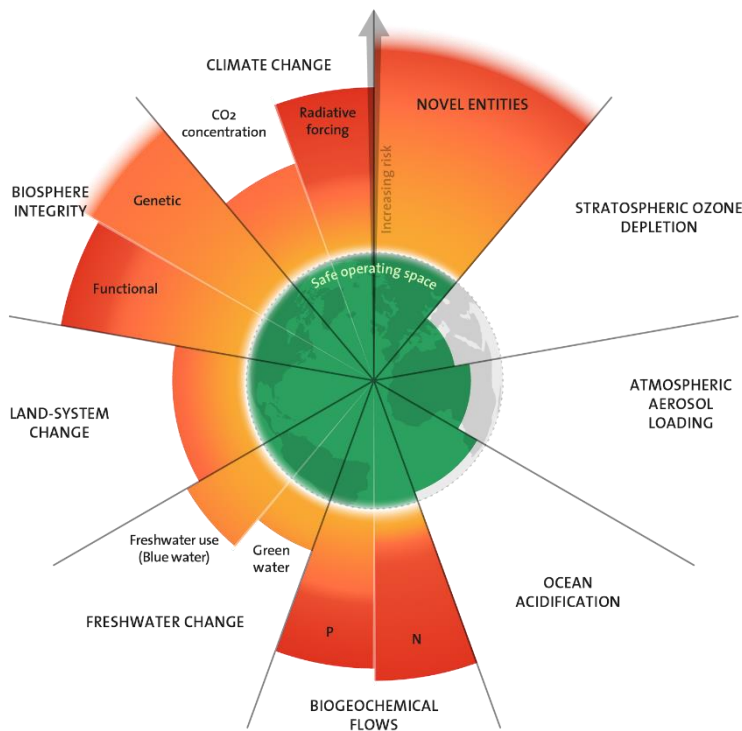 CLIMATE CHANGE
CO2
concentration
Radiative
forcing
NOVEL ENTITIES
Increasing risk
BIOSPHERE
INTEGRITY
Genetic
Functional
STRATOSPHERIC OZONE
DEPLETION
Safe operating space
ATMOSPHERIC
AEROSOL
LOADING
LAND-SYSTEM
CHANGE
Freshwater use
(Blue water)
Green
water
FRESHWATER CHANGE
P
N
OCEAN
ACIDIFICATION
BIOGEOCHEMICAL
FLOWS